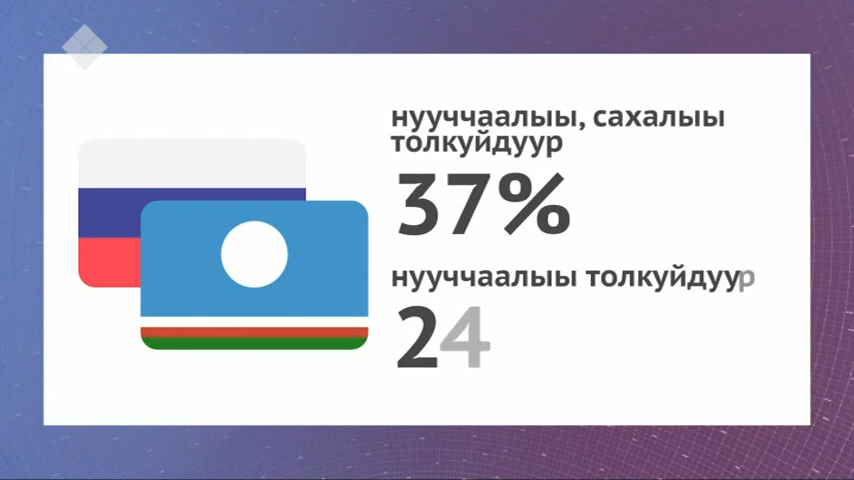 нууччаалыы, сахалыы
толкуйдуур
37%
нууччаалыы толкуйдуур
24